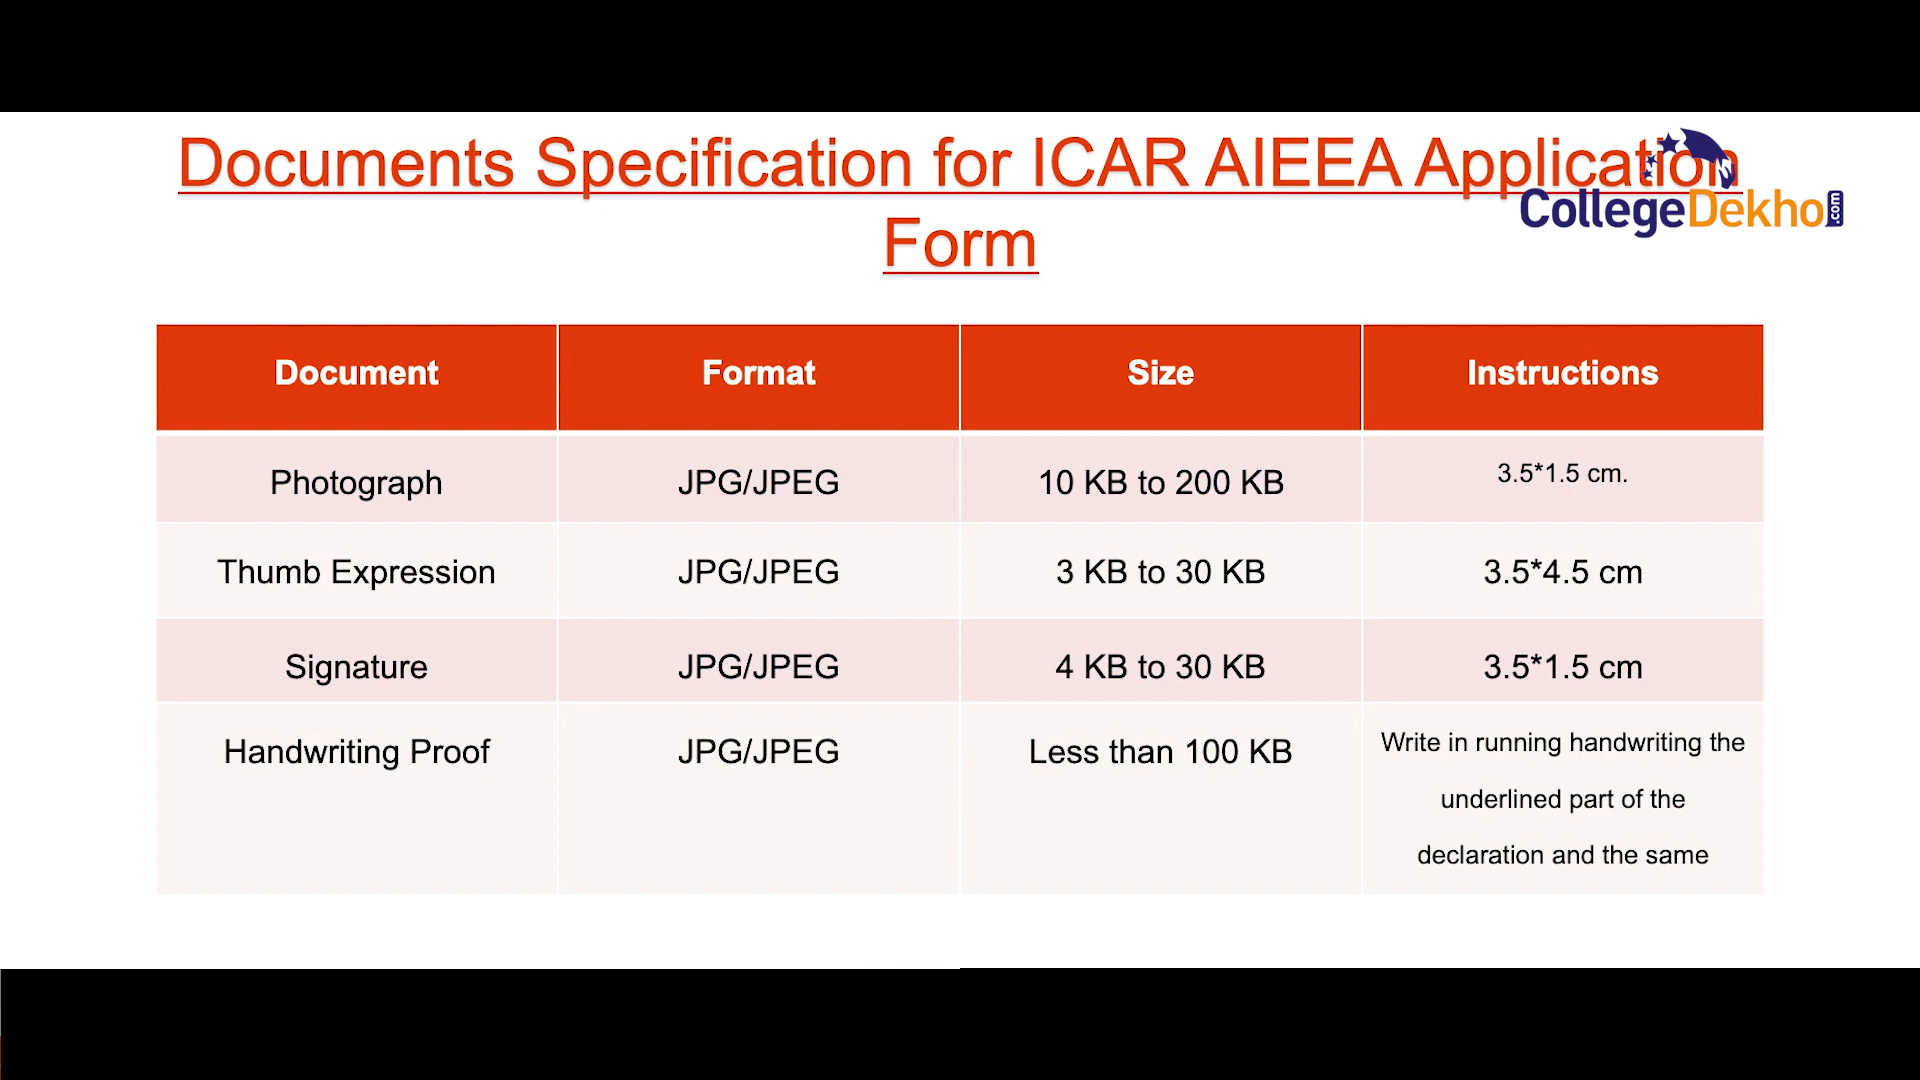 Documents Specification for ICAR AIEEA Application
Form
CollegeDekho.com
Document Format Size Instructions
Photograph JPG/JPEG 10 KB to 200 KB 3.5*1.5 cm.
Thumb Expression JPG/JPEG 3 KB to 30 KB 3.5*4.5 cm
Signature JPG/JPEG 4 KB to 30 KB 3.5*1.5 cm
Handwriting Proof JPG/JPEG Less than 100 KB Write in running handwriting the
underlined part of the
declaration and the same